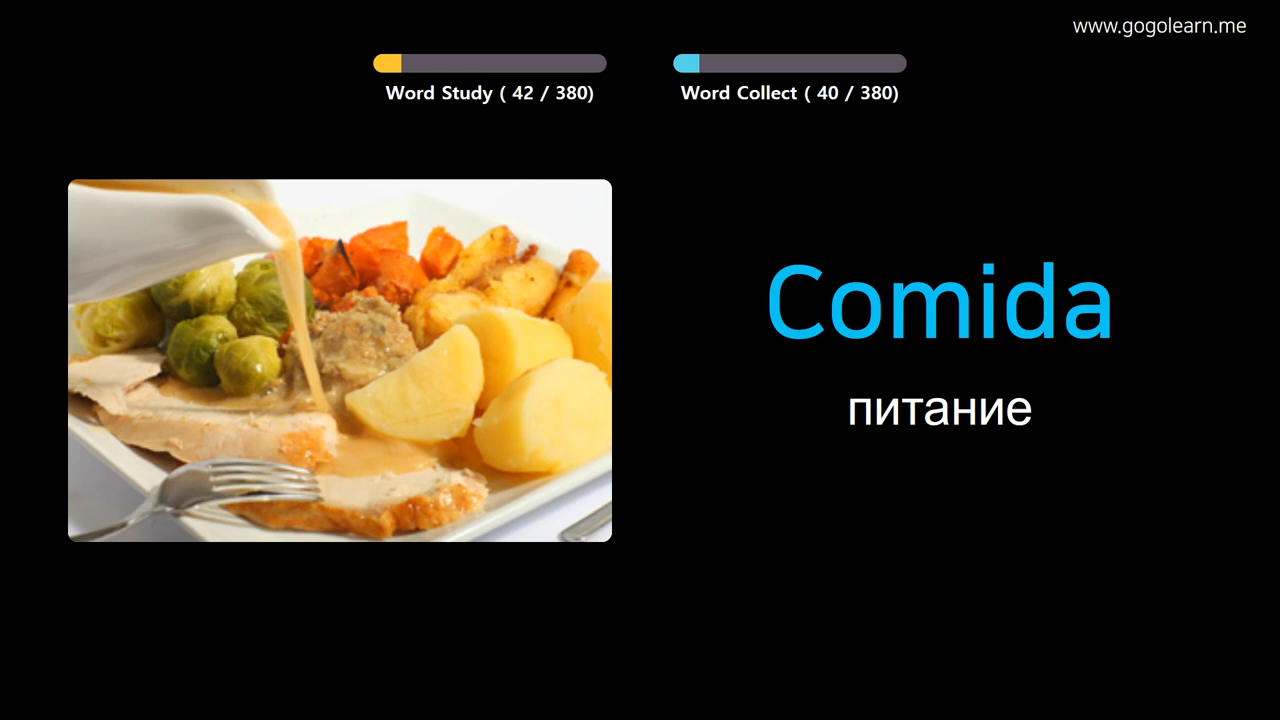 www.gogolearn.me
Word Study ( 42 / 380)
Word Collect ( 40 / 380)
Comida
питание